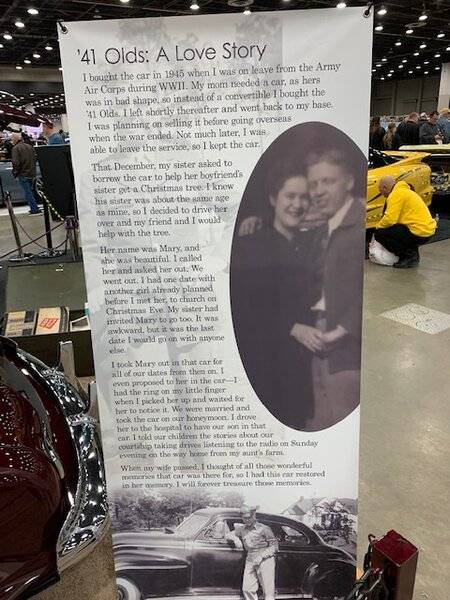 '41 Olds: A Love Story
I bought the car in 1945 when I was on leave from the Army
Air Corps during WWII. My mom needed a car, as hers
was in bad shape, so instead of a convertible I bought the
'41 Olds. I left shortly thereafter and went back to my base.
I was planning on selling it before going overseas
when the war ended. Not much later, I was
able to leave the service, so I kept the car.
That December, my sister asked to
borrow the car to help her boyfriend's
sister get a Christmas tree. I knew
his sister was about the same age
as mine, so I decided to drive her
over and my friend and I would
help with the tree.
Her name was Mary, and
she was beautiful. I called
her and asked her out. We
went out. I had one date with
another girl already planned
before I met her, to church on
Christmas Eve. My sister had
invited Mary to go too. It was
awkward, but it was the last
date I would go on with anyone
else.
I took Mary out in that car for
all of our dates from then on. I
even proposed to her in the car—I
had the ring on my little finger
when I picked her up and waited for
her to notice it. We were married and
took the car on our honeymoon. I drove
her to the hospital to have our son in that
car. I told our children the stories about our
courtship taking drives listening to the radio on Sunday
evening on the way home from my aunt's farm.
When my wife passed, I thought of all those wonderful
memories that car was there for, so I had this car restored
in her memory. I will forever treasure those memories.